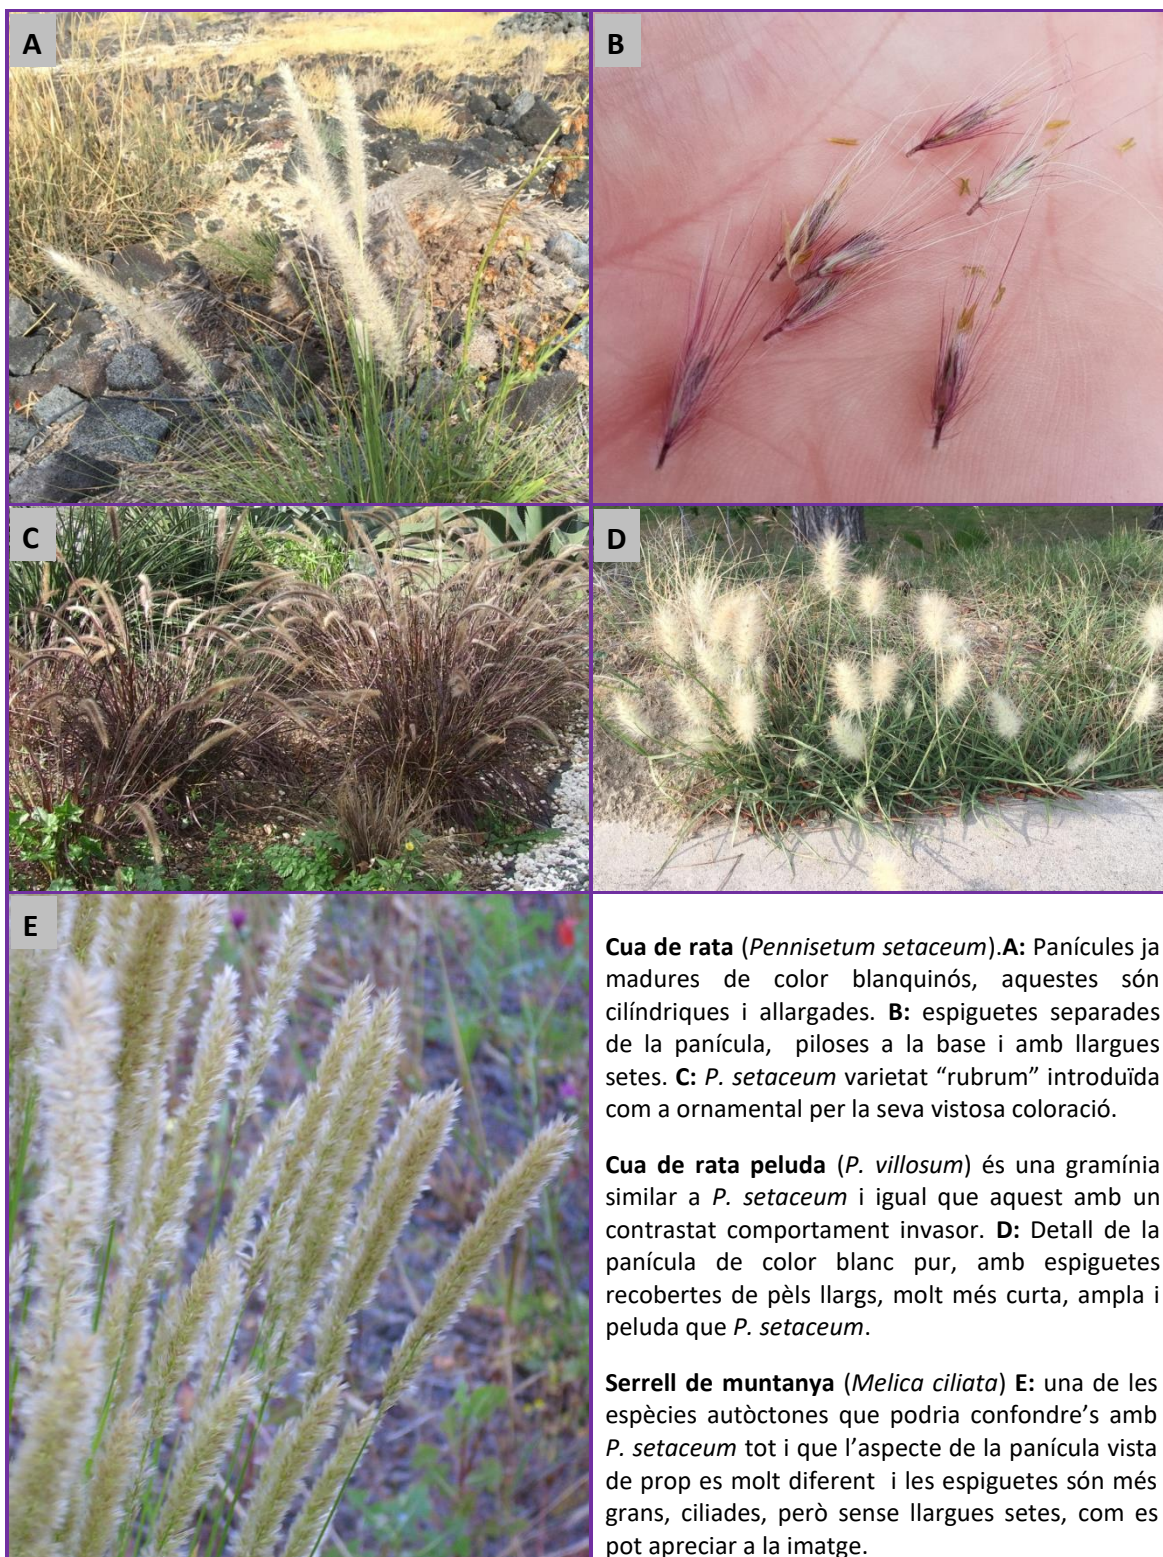 A
B
C
D
E
Cua de rata (Pennisetum setaceum).A: Panícules ja
madures de color blanquinós, aquestes són
cilíndriques i allargades. B: espiguetes separades
de la panícula, piloses a la base i amb llargues
setes. C: P. setaceum varietat “rubrum” introduïda
com a ornamental per la seva vistosa coloració.
Cua de rata peluda (P. villosum) és una gramínia
similar a P. setaceum i igual que aquest amb un
contrastat comportament invasor. D: Detall de la
panícula de color blanc pur, amb espiguetes
recobertes de pèls llargs, molt més curta, ampla i
peluda que P. setaceum.
Serrell de muntanya (Melica ciliata) E: una de les
espècies autòctones que podria confondre’s amb
P. setaceum tot i que l’aspecte de la panícula vista
de prop es molt diferent i les espiguetes són més
grans, ciliades, però sense llargues setes, com es
pot apreciar a la imatge.